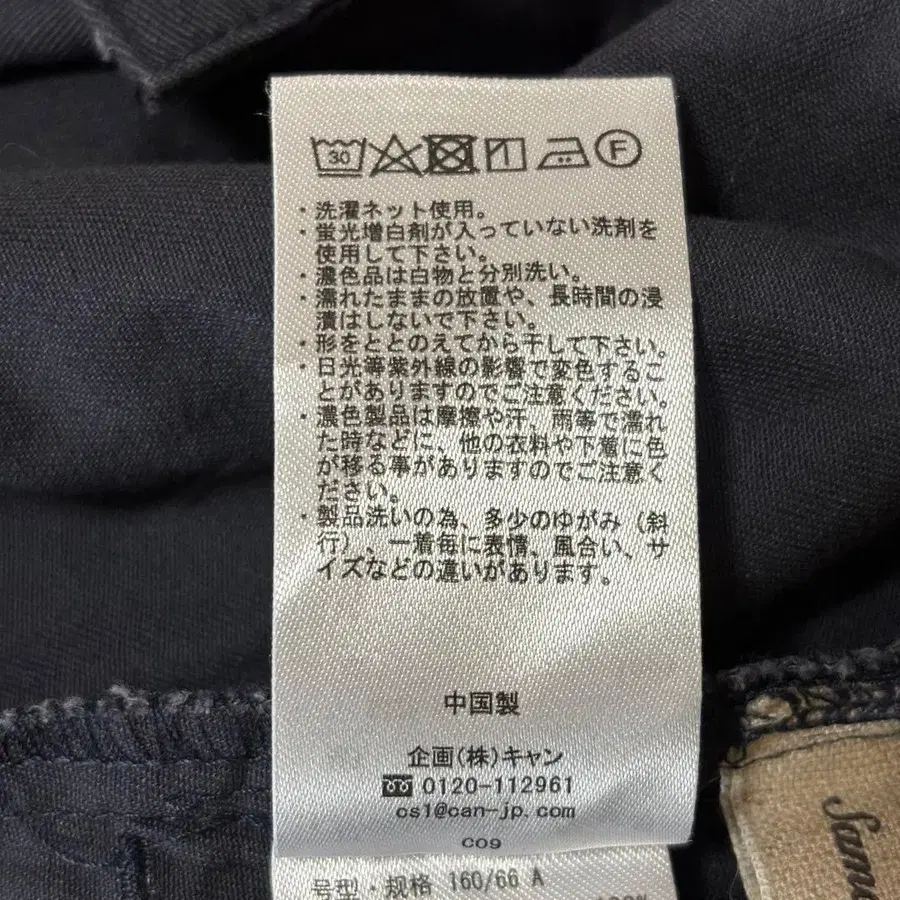 30 F
・洗濯ネット使用。
・蛍光増白剤が入っていない洗剤を
使用して下さい。
・濃色品は白物と分別洗い。
・濡れたままの放置や、長時間の浸
漬はしないで下さい。
・形をととのえてから干して下さい。
・日光等紫外線の影響で変色するこ
とがありますのでご注意ください。
・濃色製品は摩擦や汗、雨等で濡れ
た時などに、他の衣料や下着に色
が移る事がありますのでご注意く
ださい。
・製品洗いの為、多少のゆがみ（斜
行）、一着毎に表情、風合い、サ
イズなどの違いがあります。
中国製
企画(株)キャン
0120-112961
cs1@can-jp.com
C09
号型・规格 160/66 A